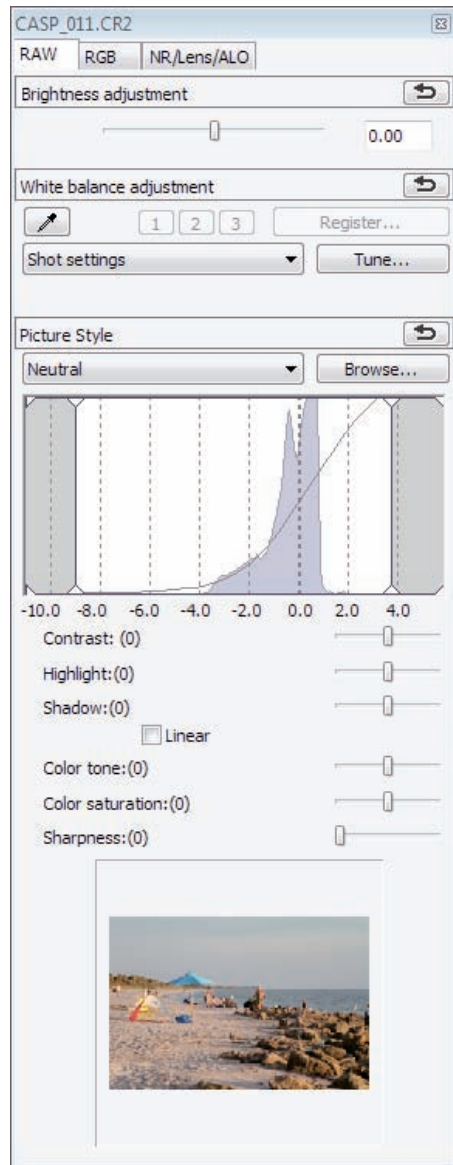 CASP_011.CR2
RAW RGB NR/Lens/ALO
Brightness adjustment
0.00
White balance adjustment
1 2 3 Register...
Shot settings Tune...
Picture Style
Neutral Browse...
-10.0 -8.0 -6.0 -4.0 -2.0 0.0 2.0 4.0
Contrast: (0)
Highlight:(0)
Shadow:(0)
Linear
Color tone:(0)
Color saturation:(0)
Sharpness:(0)